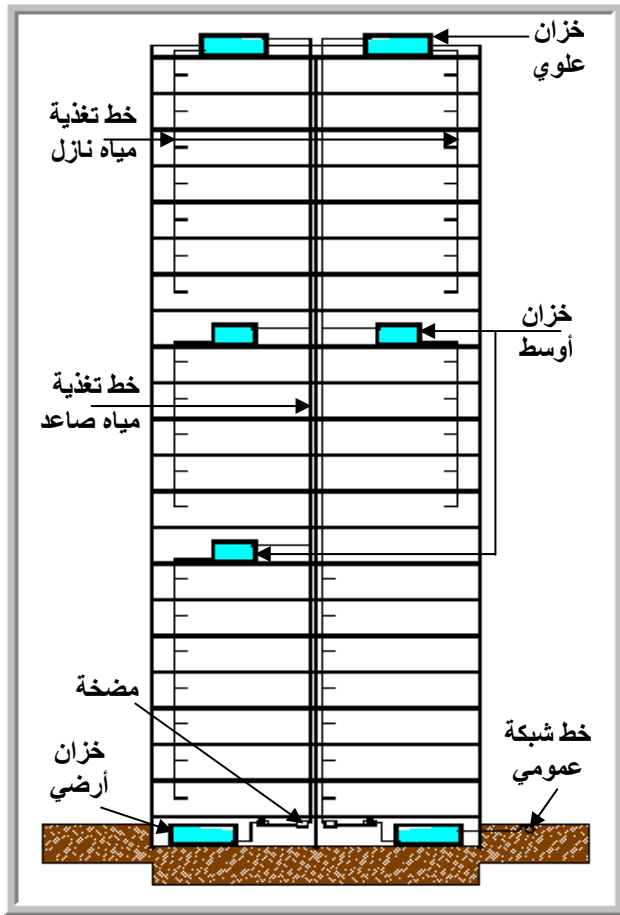 خزان
علوي
خط تغذية
مياه نازل
خزان
أوسط
خط تغذية
مياه صاعد
مضخة
خط شبكة
عمومي
خزان
أرضي